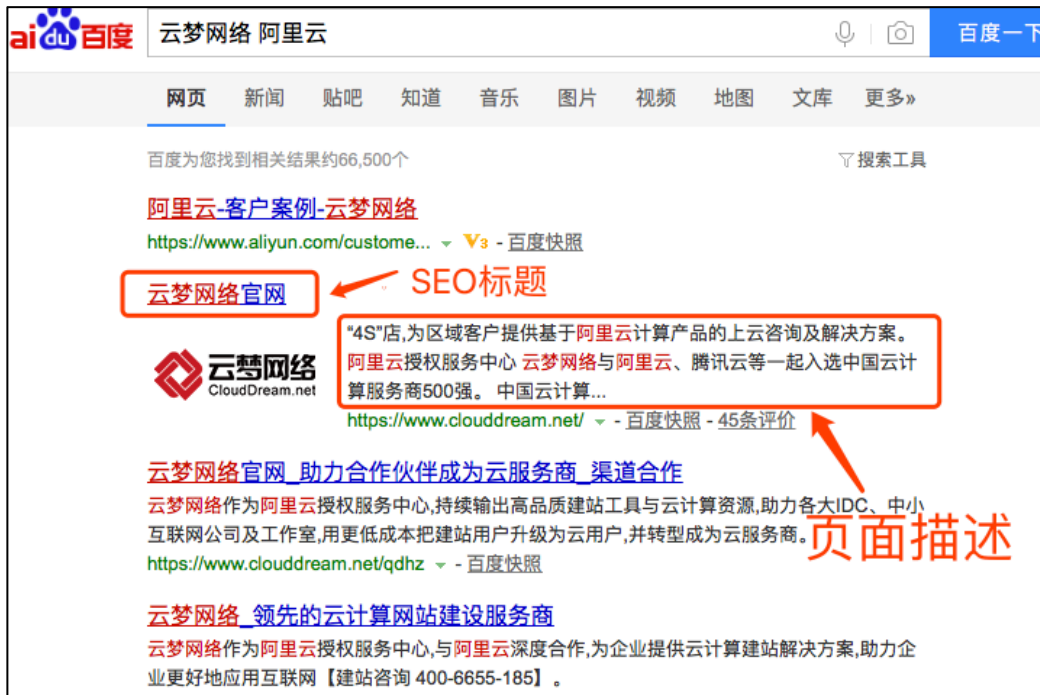 Bai du 百度 云梦网络 阿里云 百度一下
网页 新闻 贴吧 知道 音乐 图片 视频 地图 文库 更多»
百度为您找到相关结果约66,500个 搜索工具
阿里云-客户案例-云梦网络
https://www.aliyun.com/custome... V3 - 百度快照
云梦网络官网 SEO标题
"4S"店,为区域客户提供基于阿里云计算产品的上云咨询及解决方案。
阿里云授权服务中心 云梦网络与阿里云、腾讯云等一起入选中国云计
算服务商500强。 中国云计算...
云梦网络
CloudDream.net
https://www.clouddream.net/ - 百度快照 - 45条评价
云梦网络官网_助力合作伙伴成为云服务商_渠道合作
云梦网络作为阿里云授权服务中心,持续输出高品质建站工具与云计算资源,助力各大IDC、中小
互联网公司及工作室,用更低成本把建站用户升级为云用户,并转型成为云服务商。
页面描述
https://www.clouddream.net/qdhz - 百度快照
云梦网络_领先的云计算网站建设服务商
云梦网络作为阿里云授权服务中心,与阿里云深度合作,为企业提供云计算建站解决方案,助力企
业更好地应用互联网【建站咨询 400-6655-185】。